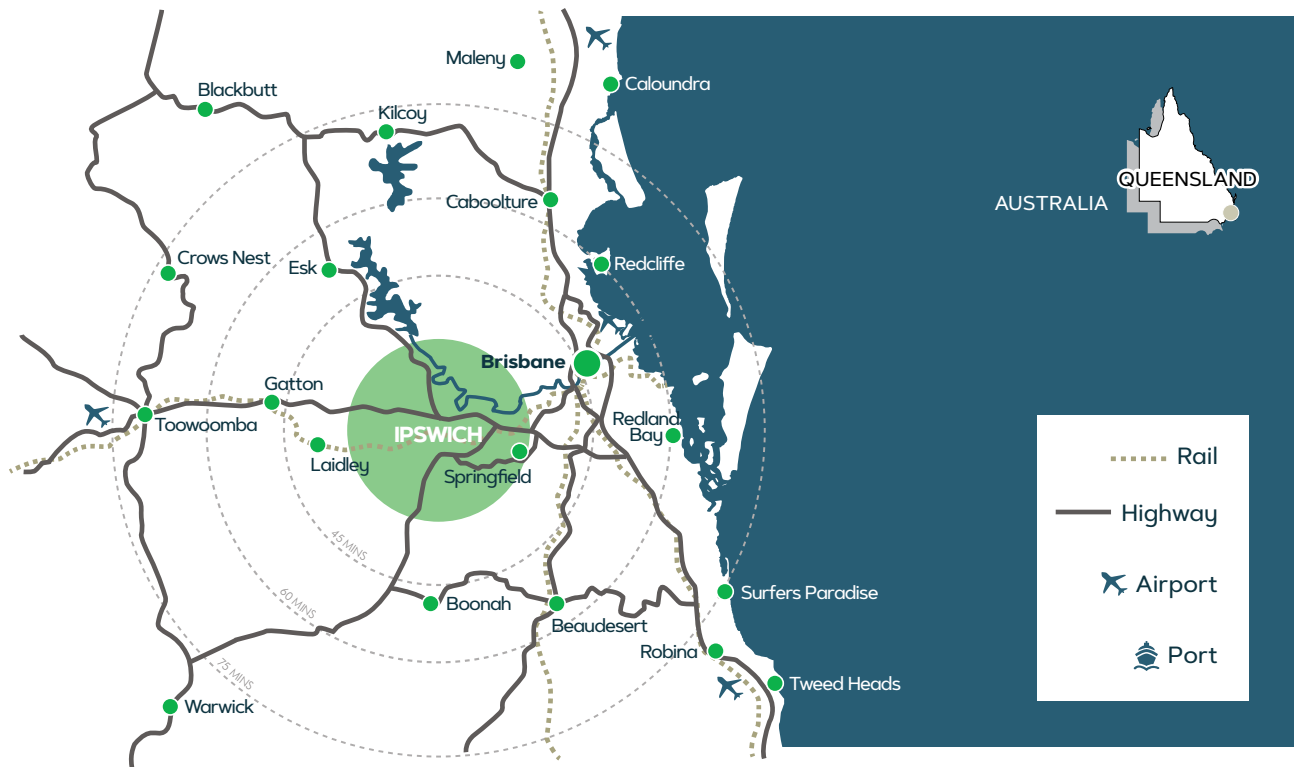 Maleny
Caloundra
Blackbutt
Kilcoy
QUEENSLAND
AUSTRALIA
Caboolture
Crows Nest
Esk
Redcliffe
Brisbane
Gatton
Toowoomba
Redland
Bay
IPSWICH
Laidley
Springfield
Rail
Highway
Airport
Port
45 MINS
60 MINS
75 MINS
Boonah
Beaudesert
Surfers Paradise
Robina
Tweed Heads
Warwick